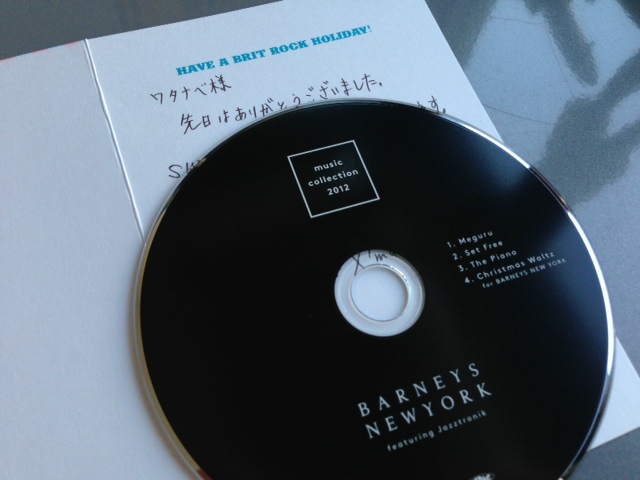 HAVE A BRIT ROCK HOLIDAY!
ワタナベ様
先日はありがとうございました。
ます。
music
collection
2012
1. Meguru
2. Set Free
3. The Piano
4. Christmas Waltz
for BARNEYS NEW YORK
X'm
BARNEYS
NEWYORK
featuring Jazztronik